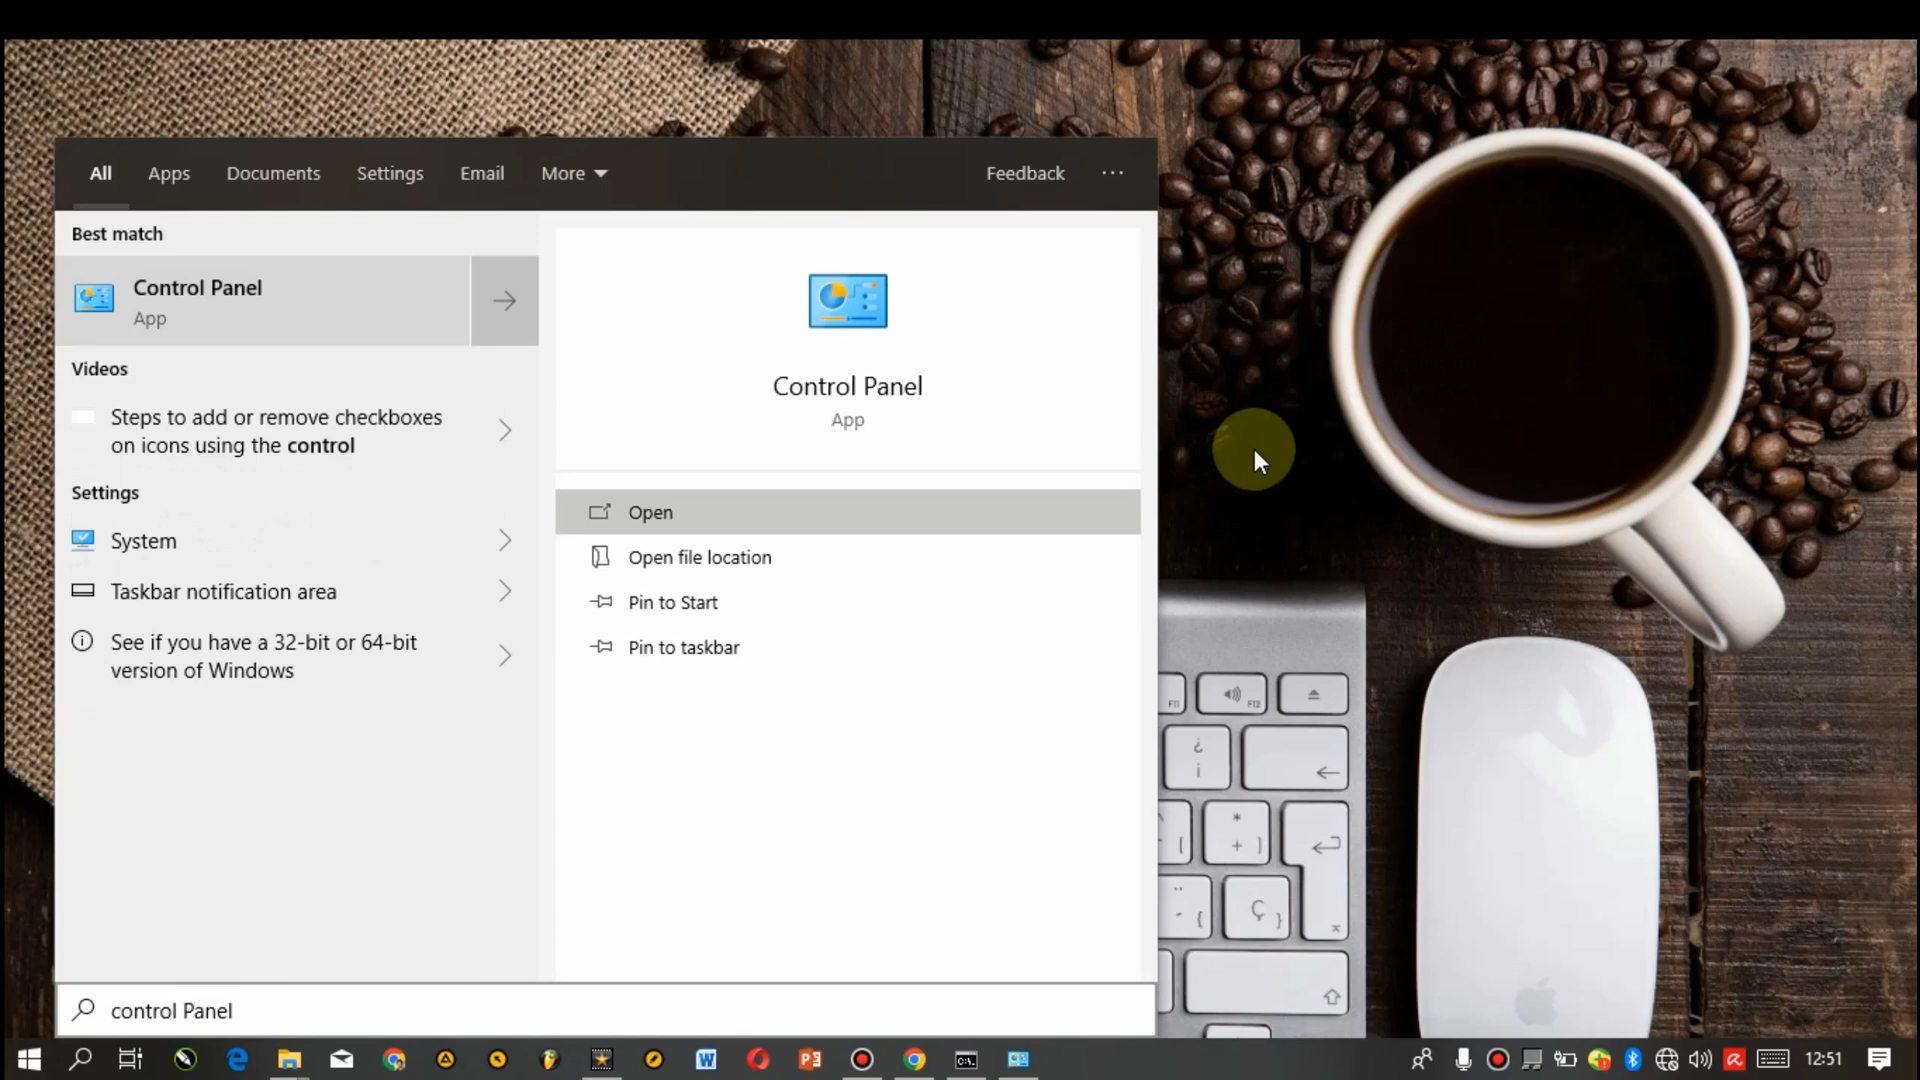 All Apps Documents Settings Email More Feedback ...
Best match
Control Panel
App
Videos
Steps to add or remove checkboxes
on icons using the control
Settings
System
Taskbar notification area
See if you have a 32-bit or 64-bit
version of Windows
Control Panel
App
Open
Open file location
Pin to Start
Pin to taskbar
control Panel
F11 F12
¿
¡
* + ]
[
{
Ç }
12:51